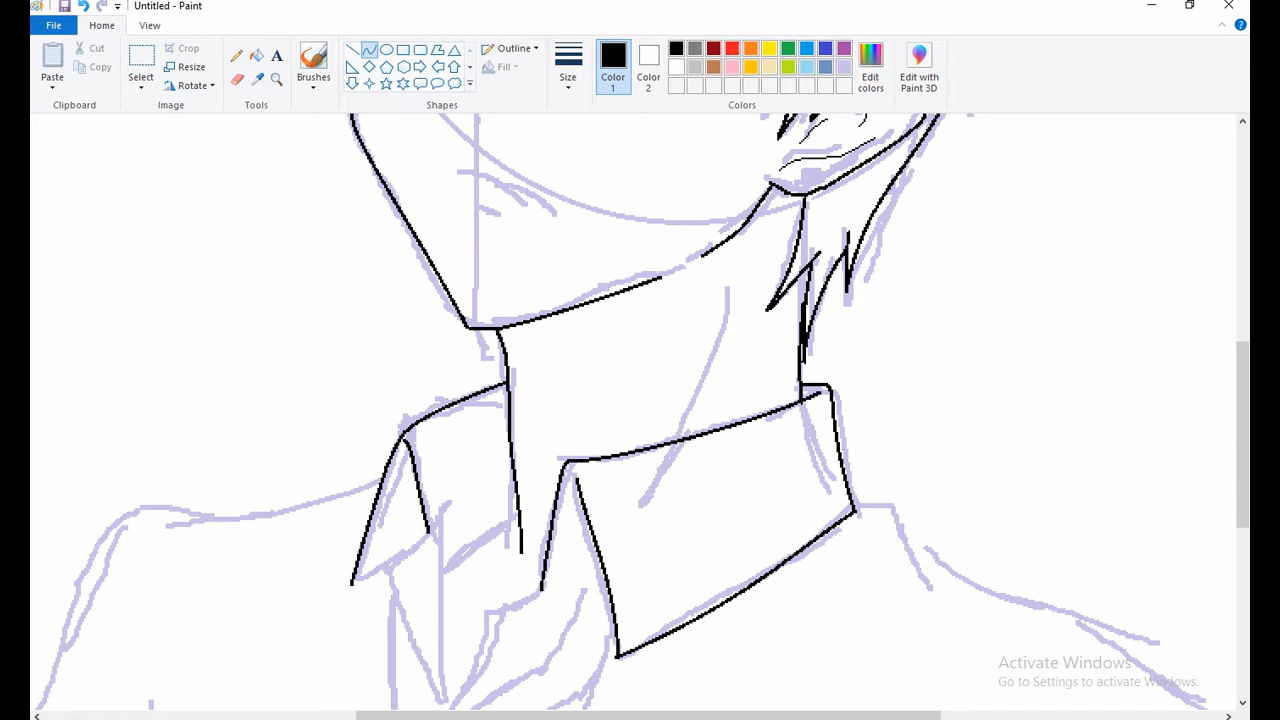 Untitled - Paint
File
Home
View
Paste
Cut
Copy
Clipboard
Select
Crop
Resize
Rotate
Image
Tools
A
Brushes
Shapes
Outline
Fill
Size
Color 1
Color 2
Colors
Edit colors
Edit with Paint 3D
Activate Windows
Go to Settings to activate Windows.